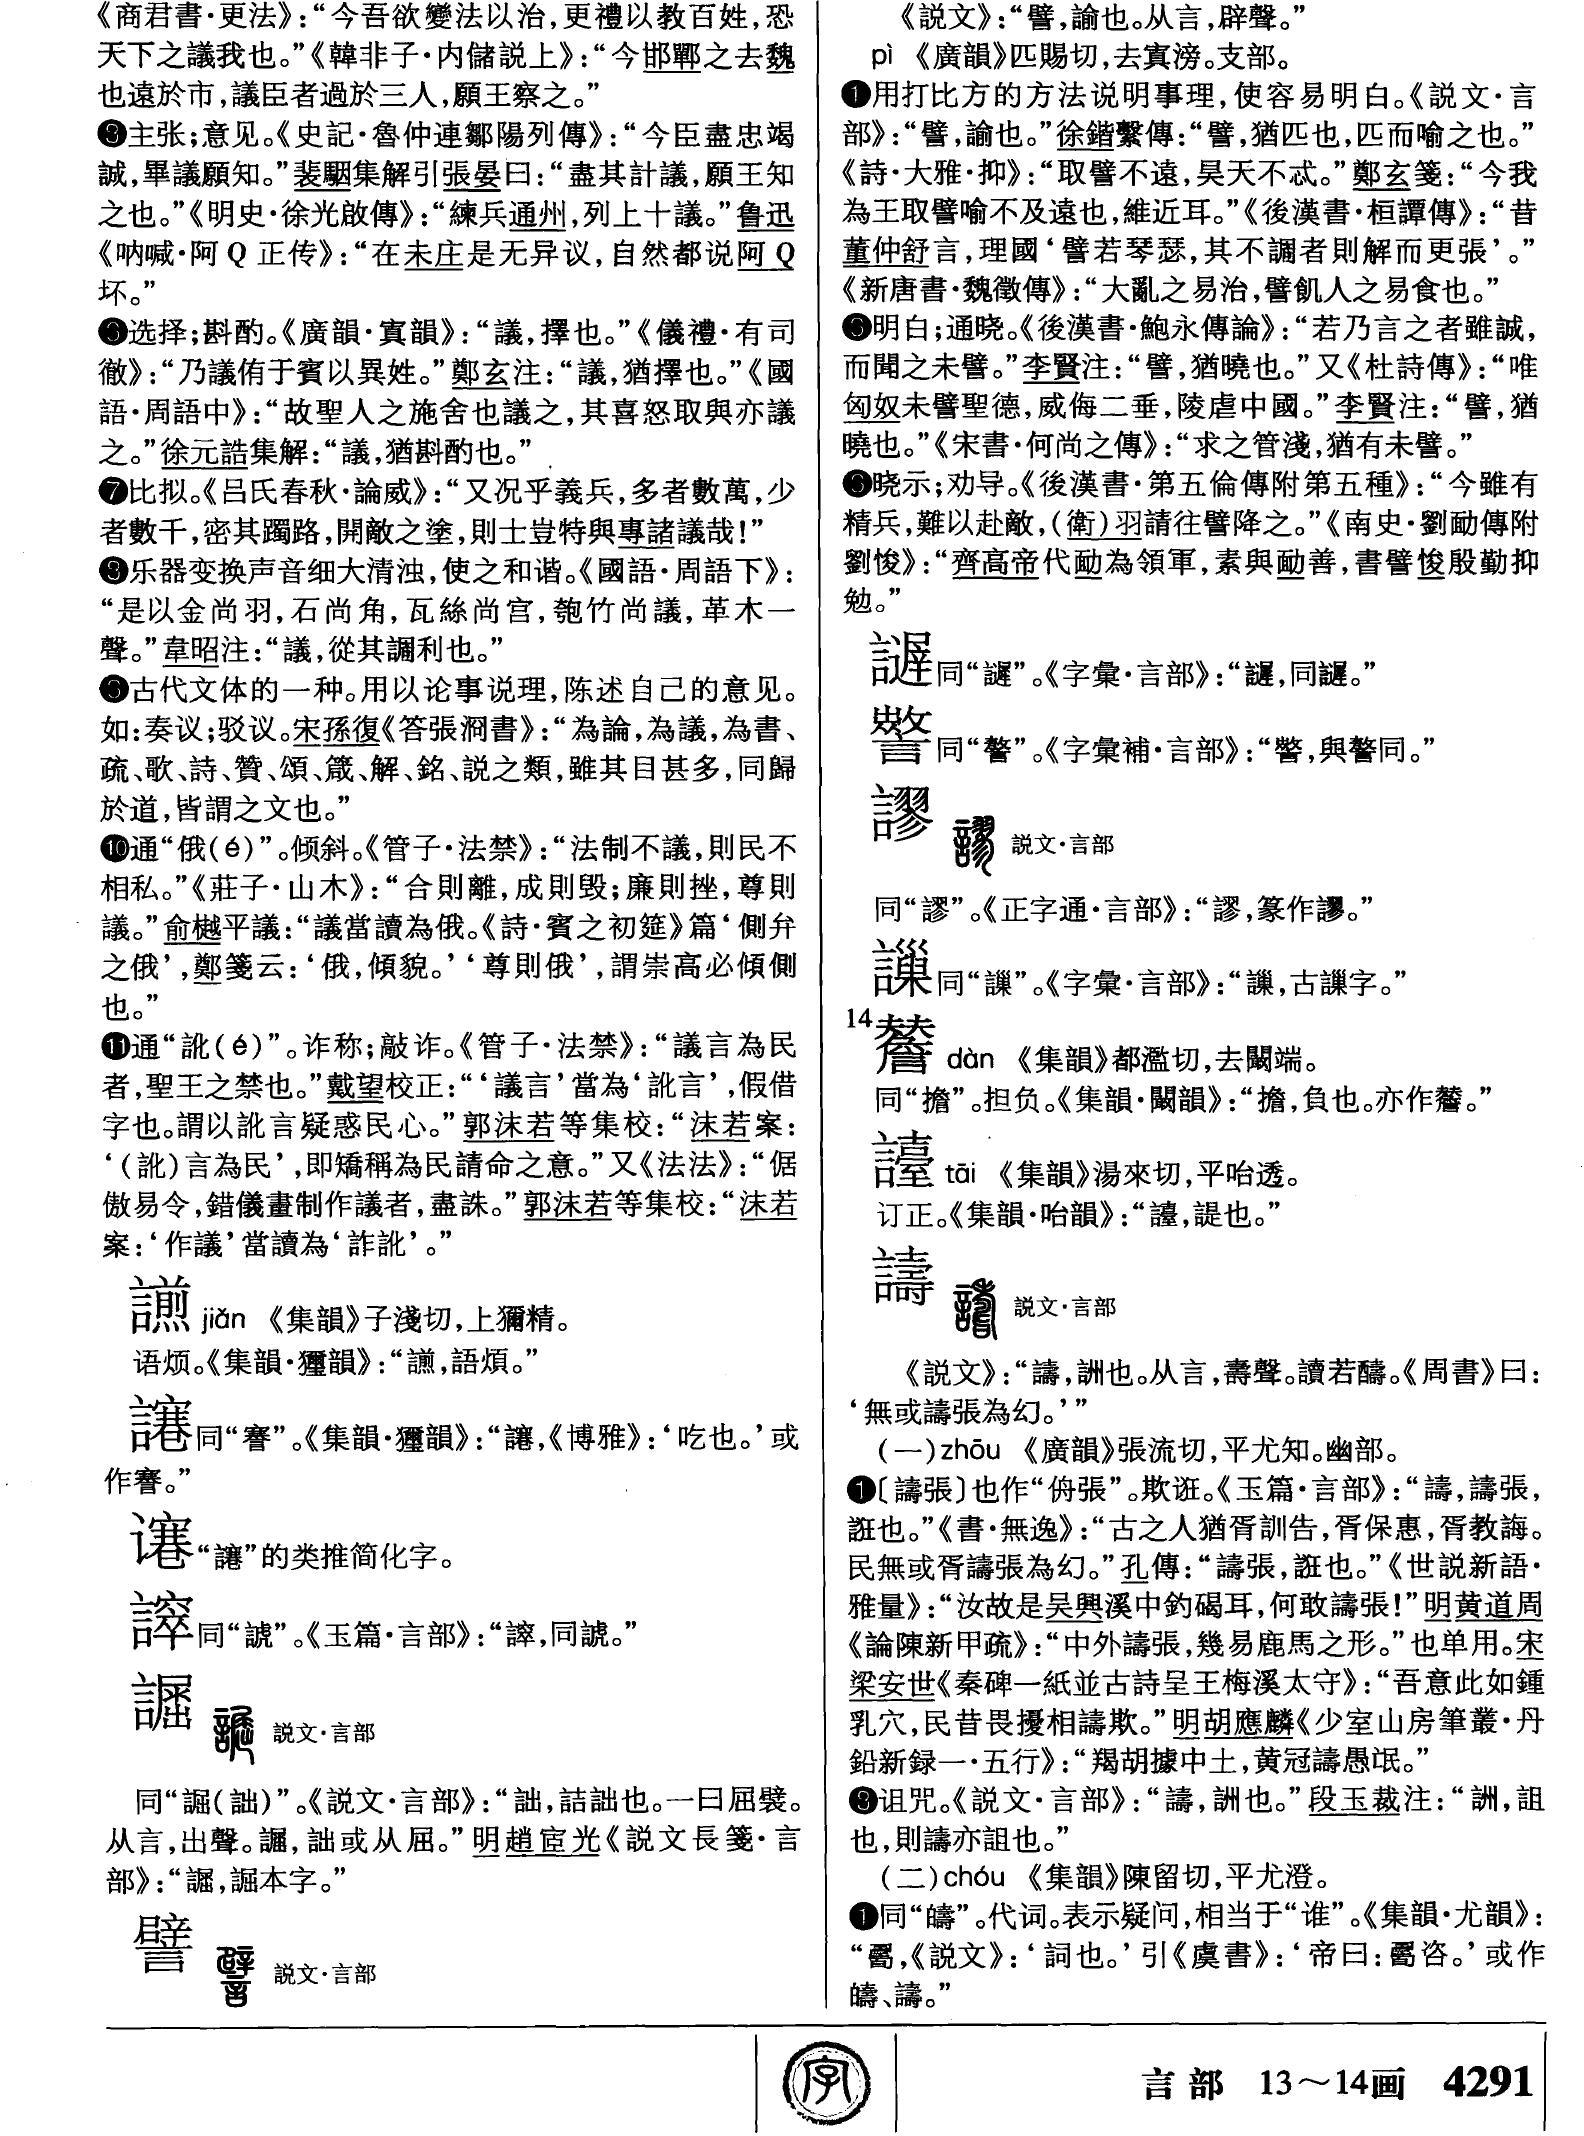 《商君書·更法》：“今吾欲變法以治，更禮以教百姓，恐
天下之議我也。”《韓非子·内儲説上》：“今邯鄲之去魏
也遠於市，議臣者過於三人，願王察之。”
❺主张；意见。《史記·魯仲連鄒陽列傳》：“今臣盡忠竭
誠，畢議願知。”裴駰集解引張晏曰：“盡其計議，願王知
之也。”《明史·徐光啟傳》：“練兵通州，列上十議。”鲁迅
《呐喊·阿Q正传》：“在未庄是无异议，自然都说阿Q
坏。”
❻选择；斟酌。《廣韻·寘韻》：“議，擇也。”《儀禮·有司
徹》：“乃議侑于賓以異姓。”鄭玄注：“議，猶擇也。”《國
語·周語中》：“故聖人之施舍也議之，其喜怒取與亦議
之。”徐元誥集解：“議，猶斟酌也。”
❼比拟。《吕氏春秋·論威》：“又况乎義兵，多者數萬，少
者數千，密其躅路，開敵之塗，則士豈特與專諸議哉！”
❽乐器变换声音细大清浊，使之和谐。《國語·周語下》：
“是以金尚羽，石尚角，瓦絲尚宫，匏竹尚議，革木一
聲。”韋昭注：“議，從其調利也。”
❾古代文体的一种。用以论事说理，陈述自己的意见。
如：奏议；驳议。宋孫復《答張泂書》：“為論，為議，為書、
疏、歌、詩、贊、頌、箴、解、銘、説之類，雖其目甚多，同歸
於道，皆謂之文也。”
❿通“俄(é)”。倾斜。《管子·法禁》：“法制不議，則民不
相私。”《莊子·山木》：“合則離，成則毁；廉則挫，尊則
議。”俞樾平議：“議當讀為俄。《詩·賓之初筵》篇‘側弁
之俄’，鄭箋云：‘俄，傾貌。’‘尊則俄’，謂崇高必傾側
也。”
⓫通“訛(é)”。诈称；敲诈。《管子·法禁》：“議言為民
者，聖王之禁也。”戴望校正：“‘議言’當為‘訛言’，假借
字也。謂以訛言疑惑民心。”郭沫若等集校：“沫若案：
‘(訛)言為民’，即矯稱為民請命之意。”又《法法》：“倨
傲易令，錯儀畫制作議者，盡誅。”郭沫若等集校：“沫若
案：‘作議’當讀為‘詐訛’。”
jiǎn 《集韻》子淺切，上獮精。
语烦。《集韻·獮韻》：“，語煩。”
同“謇”。《集韻·獮韻》：“，《博雅》：‘吃也。’或
作謇。”
“”的类推简化字。
同“謕”。《玉篇·言部》：“，同謕。”
説文·言部
同“(詘)”。《説文·言部》：“詘，詰詘也。一曰屈襞。
从言，出聲。，詘或从屈。”明趙宧光《説文長箋·言
部》：“，本字。”
譬 説文·言部
《説文》：“譬，諭也。从言，辟聲。”
pì 《廣韻》匹賜切，去寘滂。支部。
❶用打比方的方法说明事理，使容易明白。《説文·言
部》：“譬，諭也。”徐鍇繫傳：“譬，猶匹也，匹而喻之也。”
《詩·大雅·抑》：“取譬不遠，昊天不忒。”鄭玄箋：“今我
為王取譬喻不及遠也，維近耳。”《後漢書·桓譚傳》：“昔
董仲舒言，理國‘譬若琴瑟，其不調者則解而更張’。”
《新唐書·魏徵傳》：“大亂之易治，譬飢人之易食也。”
❷明白；通晓。《後漢書·鮑永傳論》：“若乃言之者雖誠，
而聞之未譬。”李賢注：“譬，猶曉也。”又《杜詩傳》：“唯
匈奴未譬聖德，威侮二垂，陵虐中國。”李賢注：“譬，猶
曉也。”《宋書·何尚之傳》：“求之管淺，猶有未譬。”
❸晓示；劝导。《後漢書·第五倫傳附第五種》：“今雖有
精兵，難以赴敵，(衛)羽請往譬降之。”《南史·劉勔傳附
劉悛》：“齊高帝代勔為領軍，素與勔善，書譬悛殷勤抑
勉。”
同“”。《字彙·言部》：“，同。”
同“”。《字彙補·言部》：“，與同。”
説文·言部
同“謬”。《正字通·言部》：“謬，篆作。”
同“”。《字彙·言部》：“，古字。”
14
dàn 《集韻》都濫切，去闞端。
同“擔”。担负。《集韻·闞韻》：“擔，負也。亦作。”
tāi 《集韻》湯來切，平咍透。
订正。《集韻·咍韻》：“，諟也。”
譸 説文·言部
《説文》：“譸，詶也。从言，壽聲。讀若醻。《周書》曰：
‘無或譸張為幻。’”
(一)zhōu 《廣韻》張流切，平尤知。幽部。
❶〔譸張〕也作“侜張”。欺诳。《玉篇·言部》：“譸，譸張，
誑也。”《書·無逸》：“古之人猶胥訓告，胥保惠，胥教誨。
民無或胥譸張為幻。”孔傳：“譸張，誑也。”《世説新語·
雅量》：“汝故是吴興溪中釣碣耳，何敢譸張！”明黄道周
《論陳新甲疏》：“中外譸張，幾易鹿馬之形。”也单用。宋
梁安世《秦碑一紙並古詩呈王梅溪太守》：“吾意此如鍾
乳穴，民昔畏擾相譸欺。”明胡應麟《少室山房筆叢·丹
鉛新録一·五行》：“羯胡據中土，黄冠譸愚氓。”
❷诅咒。《説文·言部》：“譸，詶也。”段玉裁注：“詶，詛
也，則譸亦詛也。”
(二)chóu 《集韻》陳留切，平尤澄。
❶同“𤾊”。代词。表示疑问，相当于“谁”。《集韻·尤韻》：
“，《説文》：‘詞也。’引《虞書》：‘帝曰：咨。’或作
𤾊、譸。”
字
言部 13～14画 4291